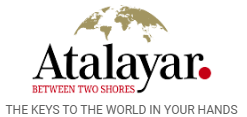 Atalayar.
BETWEEN TWO SHORES
THE KEYS TO THE WORLD IN YOUR HANDS